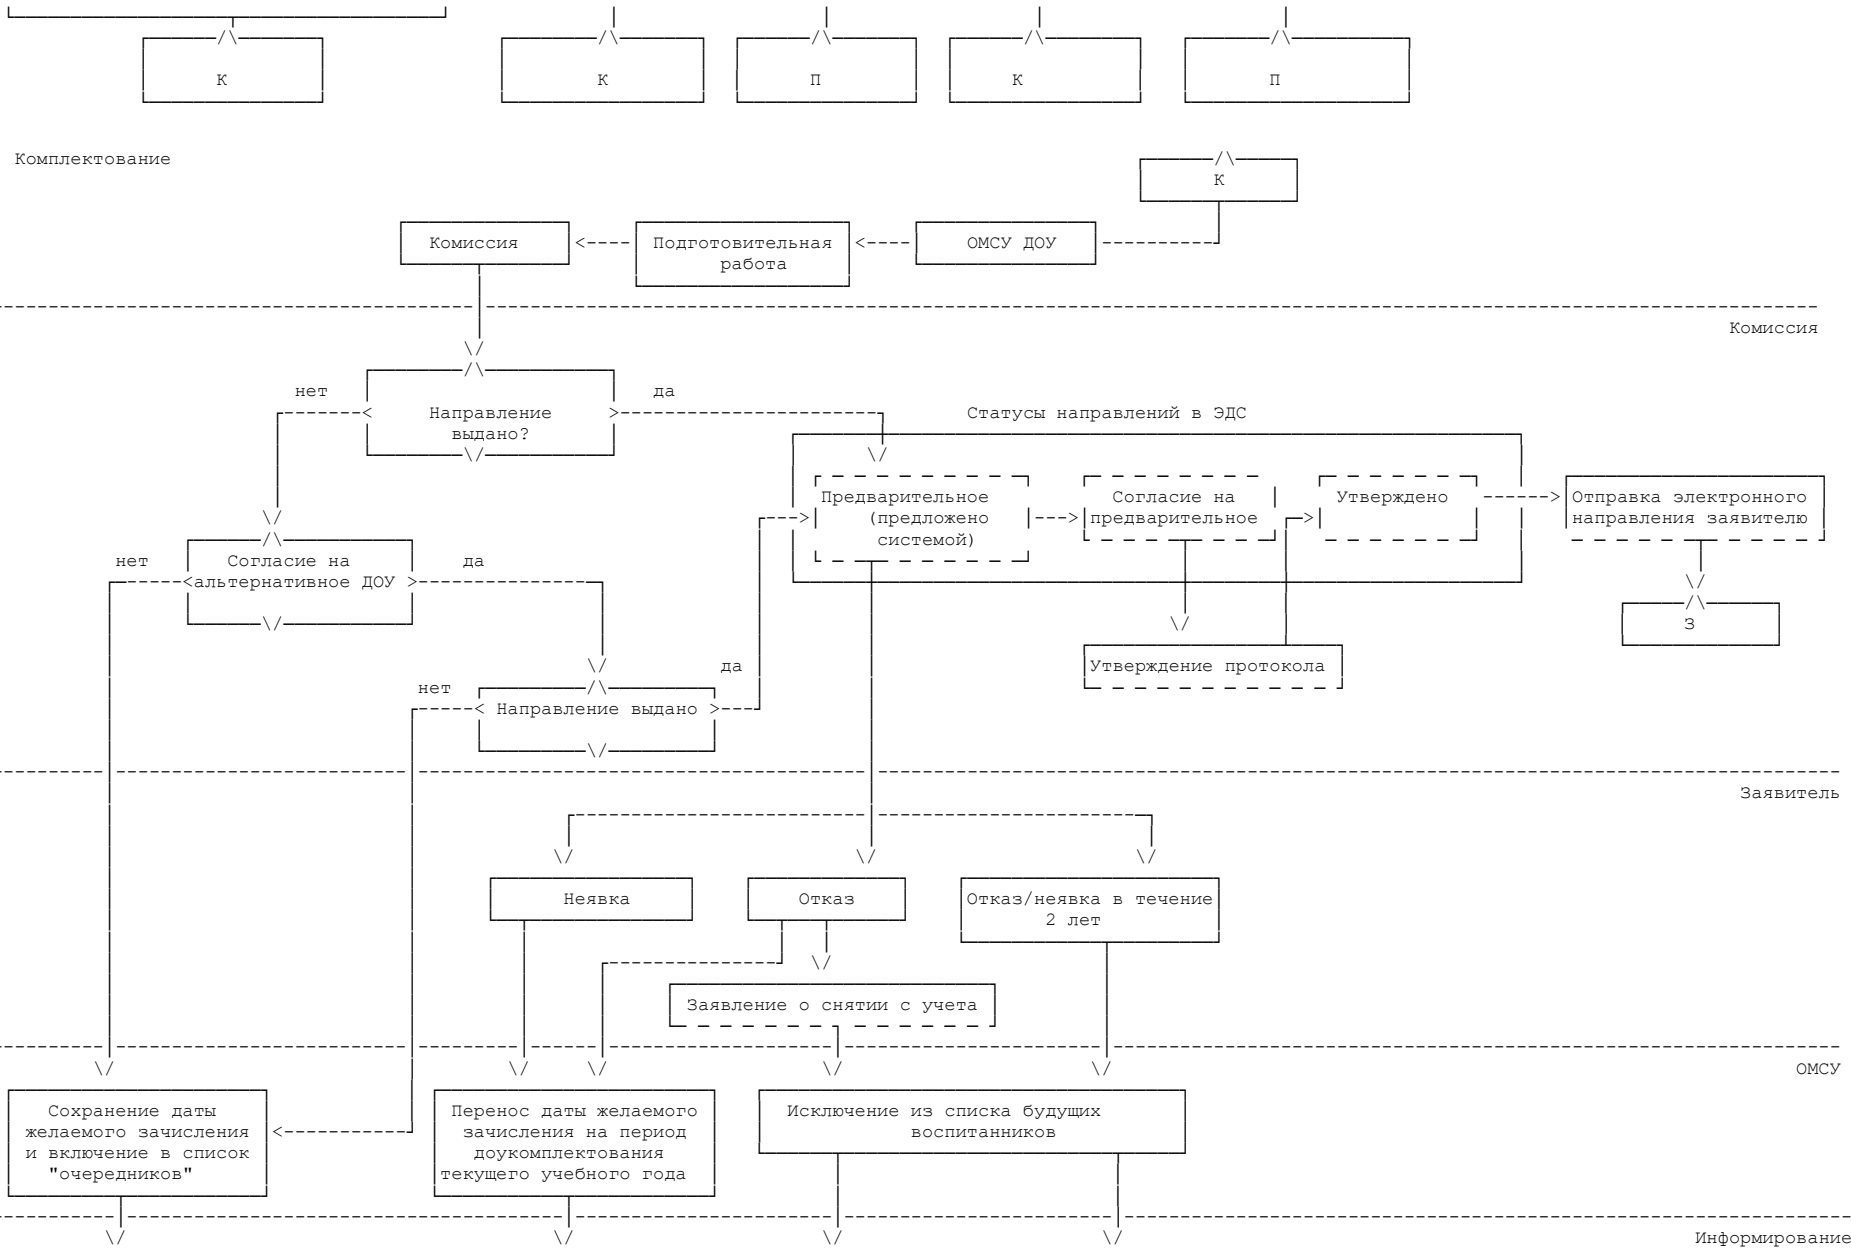 К
К
П
К
П
Комплектование
К
Комиссия
Подготовительная
работа
ОМСУ ДОУ
Комиссия
нет
да
Направление
выдано?
Статусы направлений в ЭДС
Предварительное
(предложено
системой)
Согласие на
предварительное
Утверждено
Отправка электронного
направления заявителю
нет
Согласие на
альтернативное ДОУ
да
З
Утверждение протокола
нет
да
Направление выдано
Заявитель
Неявка
Отказ
Отказ/неявка в течение
2 лет
Заявление о снятии с учета
ОМСУ
Сохранение даты
желаемого зачисления
и включение в список
"очередников"
Перенос даты желаемого
зачисления на период
доукомплектования
текущего учебного года
Исключение из списка будущих
воспитанников
Информирование